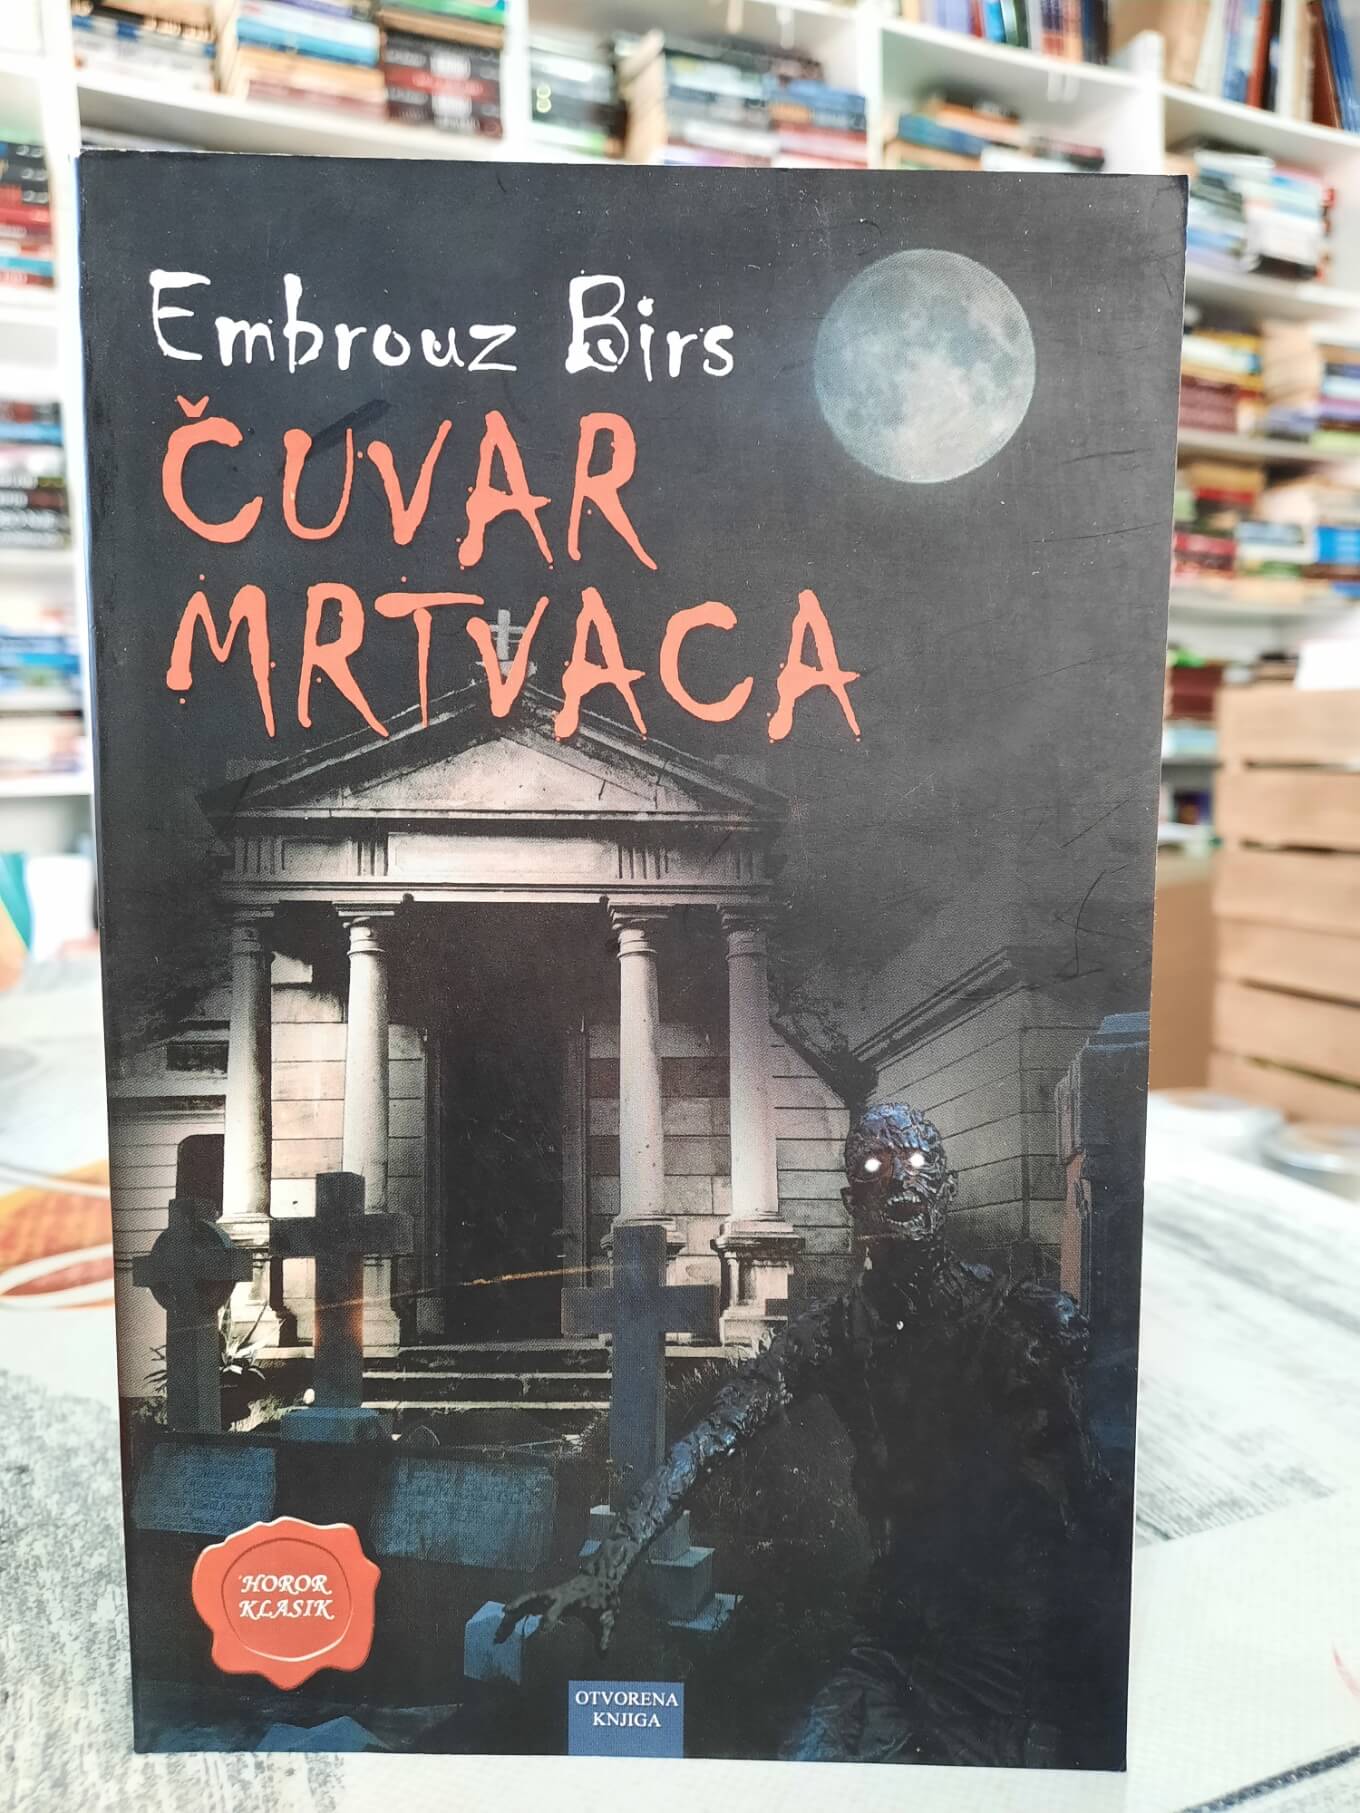 Embrouz Birs
ČUVAR
MRTVACA
HOROR
KLASIK
OTVORENA
KNJIGA